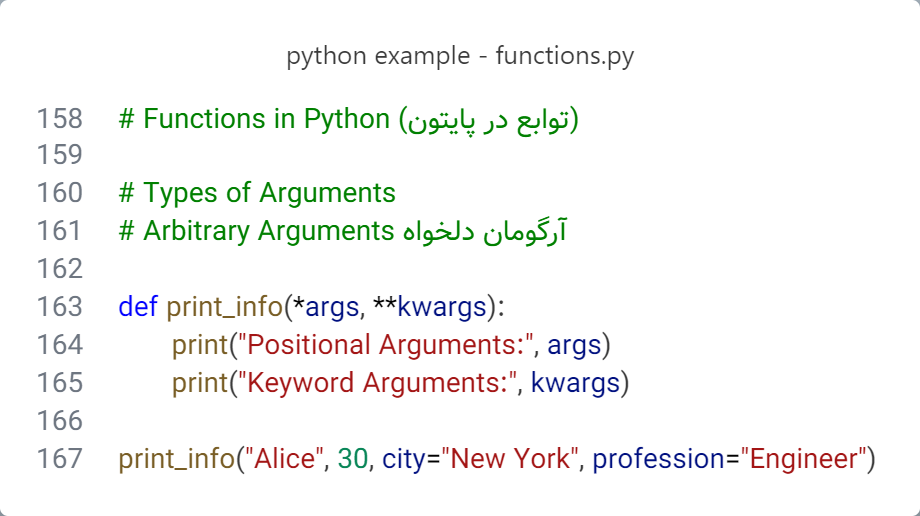 python example - functions.py
158 # Functions in Python (توابع در پایتون)
159
160 # Types of Arguments
161 # Arbitrary Arguments آرگومان دلخواه
162
163 def print_info(*args, **kwargs):
164 print("Positional Arguments:", args)
165 print("Keyword Arguments:", kwargs)
166
167 print_info("Alice", 30, city="New York", profession="Engineer")